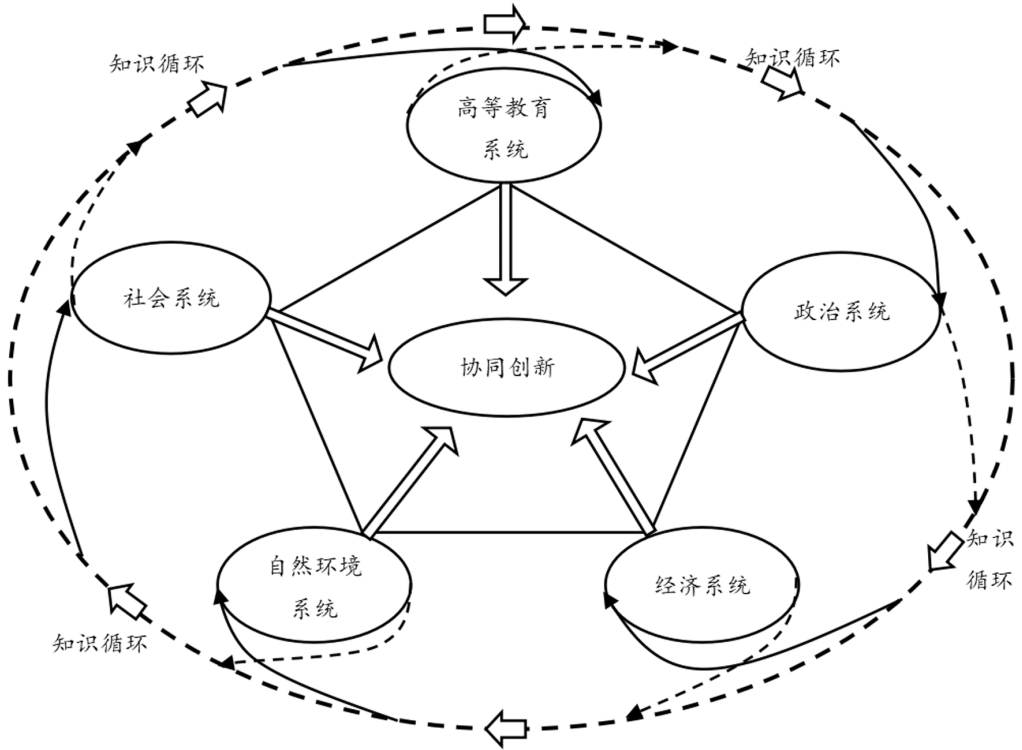 知识循环
知识循环
高等教育
系统
社会系统
政治系统
协同创新
自然环境
系统
经济系统
知识
循环
知识循环